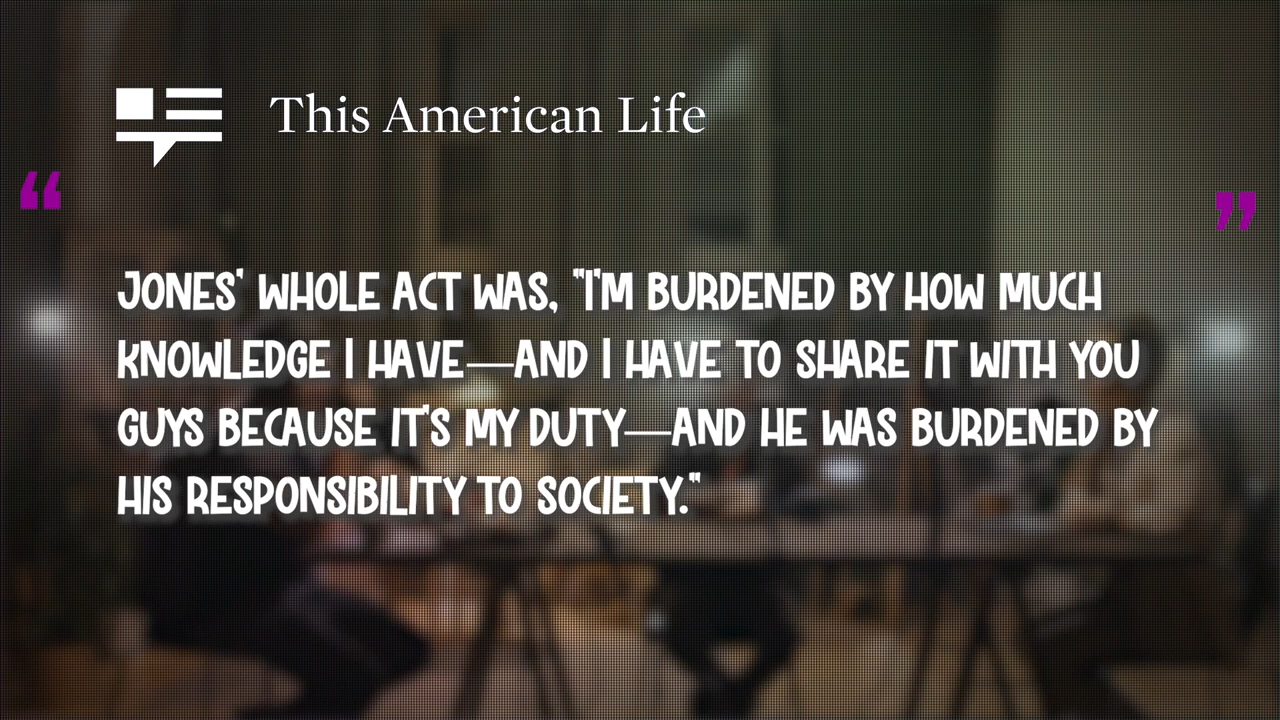 This American Life
“ ”
JONES' WHOLE ACT WAS, "I'M BURDENED BY HOW MUCH
KNOWLEDGE I HAVE—AND I HAVE TO SHARE IT WITH YOU
GUYS BECAUSE IT'S MY DUTY—AND HE WAS BURDENED BY
HIS RESPONSIBILITY TO SOCIETY."